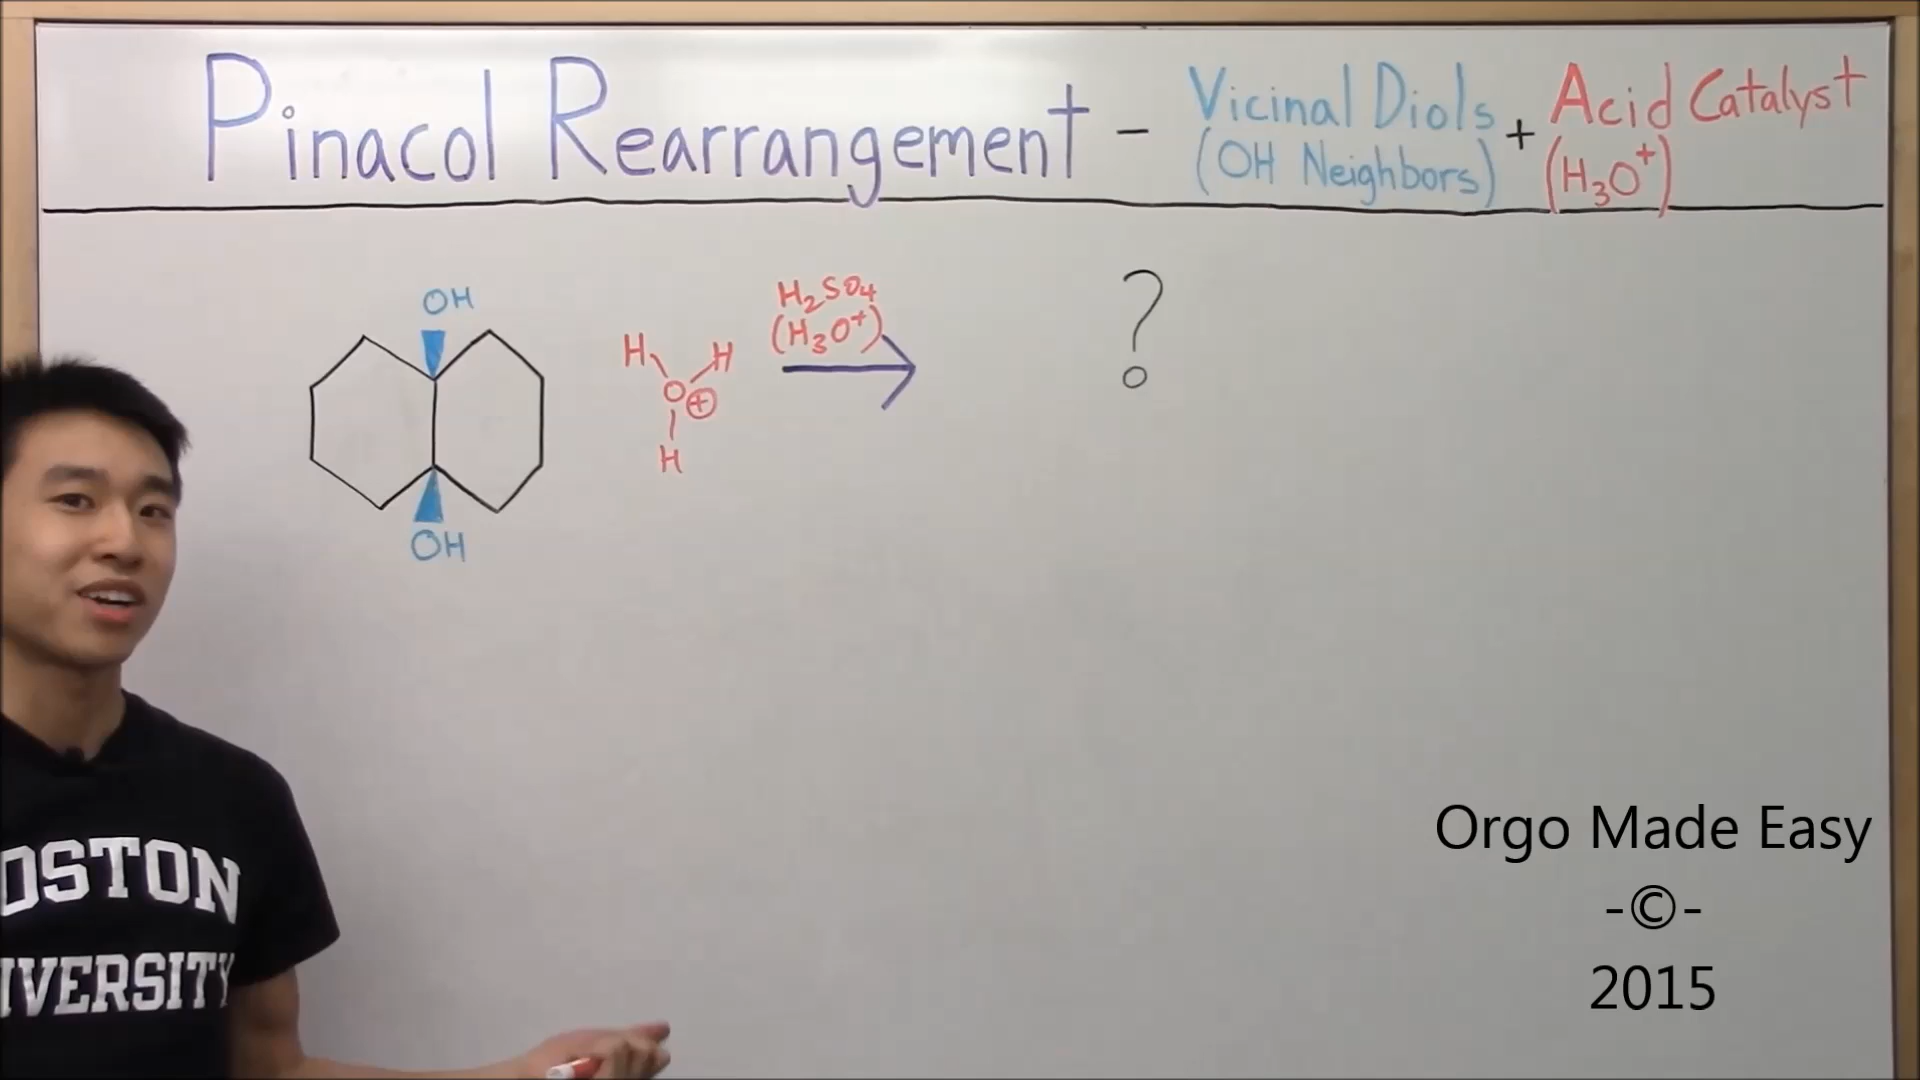 Pinacol Rearrangement - Vicinal Diols + Acid Catalyst
(OH Neighbors) (H₃O⁺)
OH
H₂SO₄
(H₃O⁺)
?
H H
O
+
H
OH
OSTON
IVERSITY
Orgo Made Easy
-©-
2015